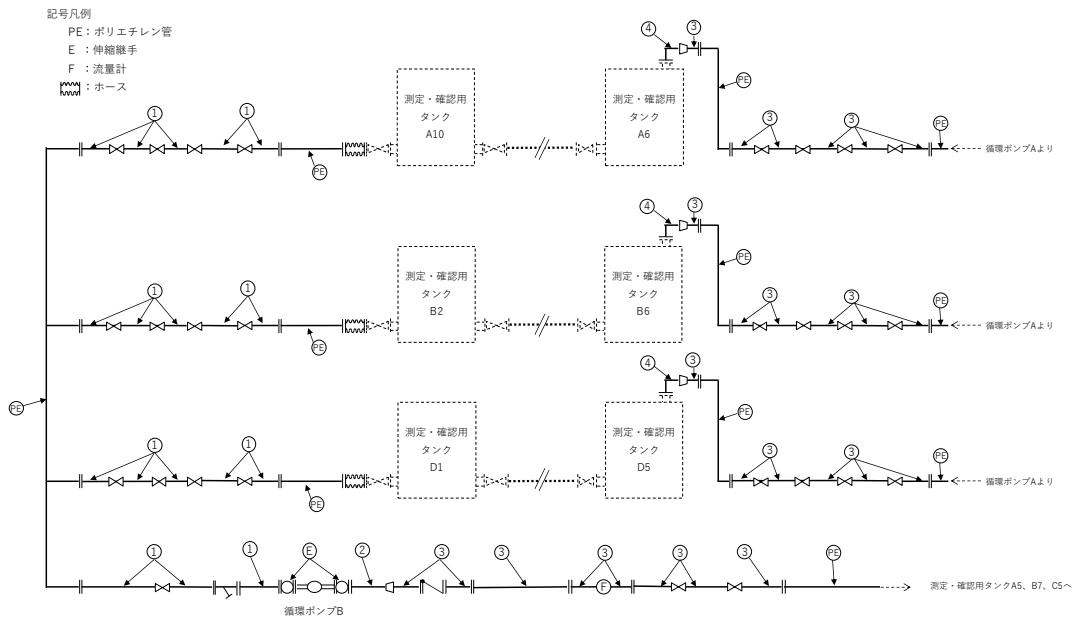 記号凡例
PE：ポリエチレン管
E ：伸縮継手
F ：流量計
：ホース
4 3
PE
測定・確認用
タンク
A10
測定・確認用
タンク
A6
1 1 3 3 PE
PE
循環ポンプAより
4 3
PE
測定・確認用
タンク
B2
測定・確認用
タンク
B6
1 1 3 3 PE
PE
循環ポンプAより
4 3
PE
PE
測定・確認用
タンク
D1
測定・確認用
タンク
D5
1 1 3 3 PE
PE
循環ポンプAより
1 1 E 2 3 3 3 3 3 PE
F
測定・確認用タンクA5、B7、C5へ
循環ポンプB